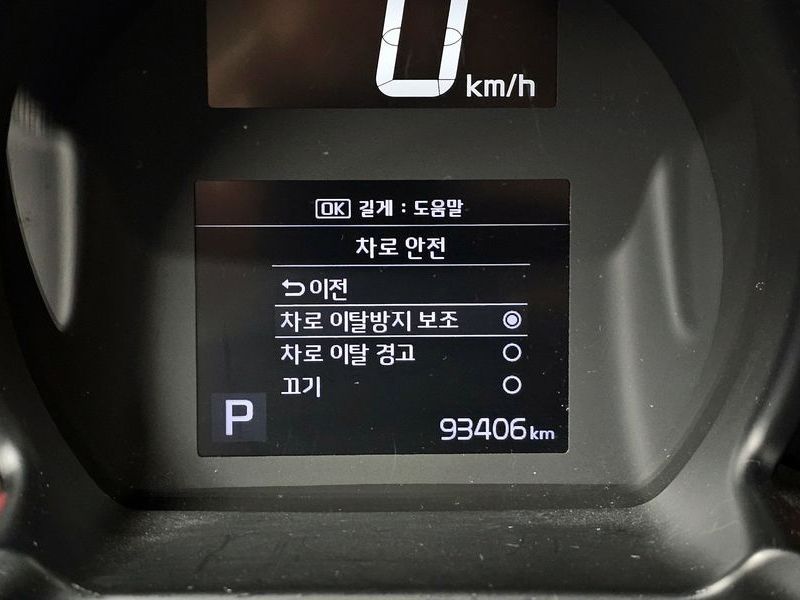 0 km/h
OK 길게 : 도움말
차로 안전
이전
차로 이탈방지 보조
차로 이탈 경고
끄기
P
93406 km